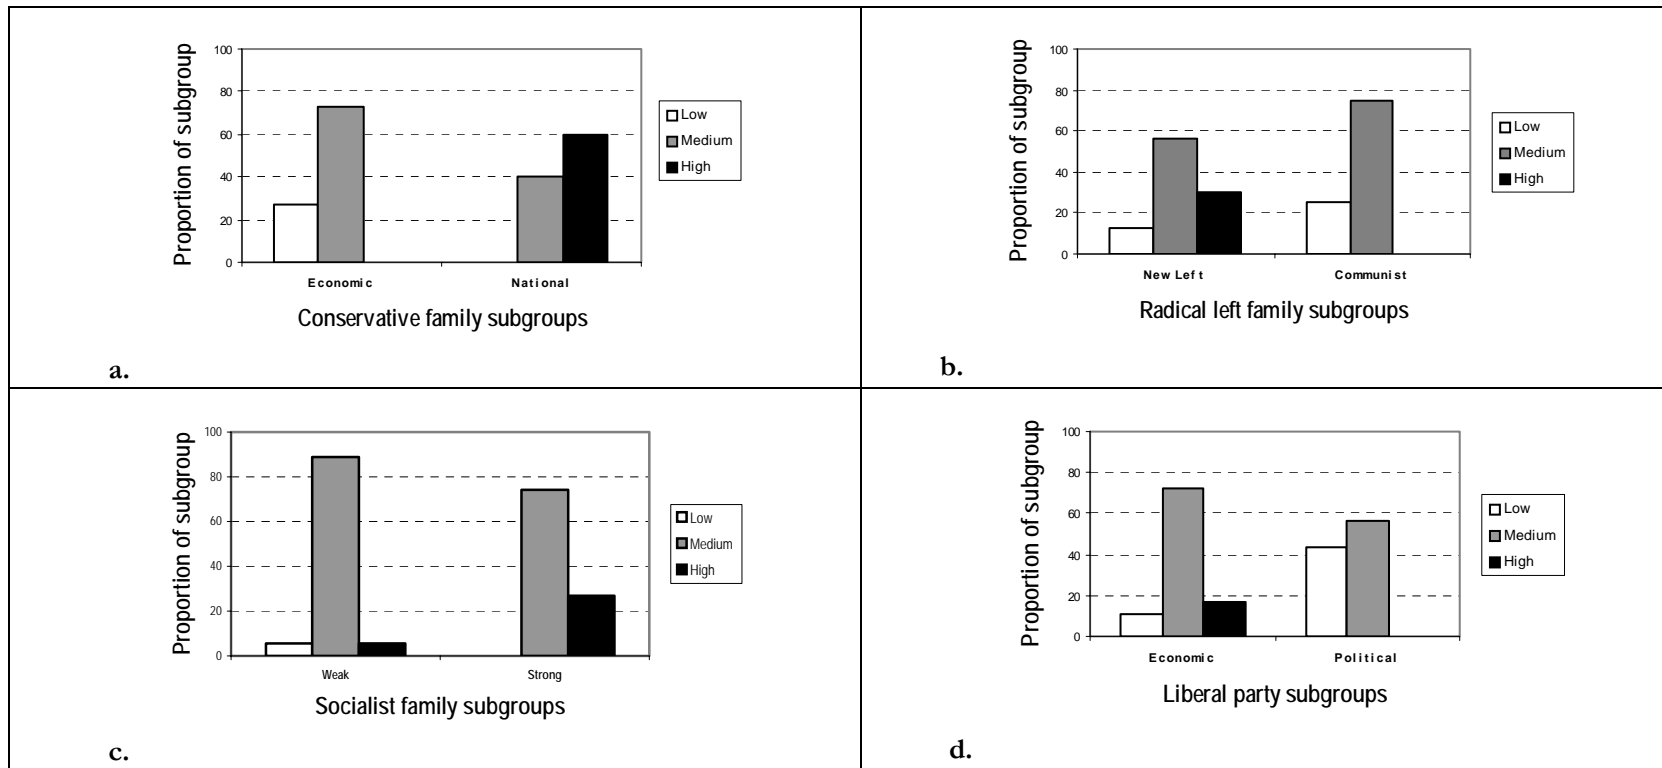 Proportion of subgroup
100
80
60
40
20
0
Economic
National
Low
Medium
High
Conservative family subgroups
a.
Proportion of subgroup
100
80
60
40
20
0
New Left
Communist
Low
Medium
High
Radical left family subgroups
b.
Proportion of subgroup
100
80
60
40
20
0
Weak
Strong
Low
Medium
High
Socialist family subgroups
c.
Proportion of subgroup
100
80
60
40
20
0
Economic
Political
Low
Medium
High
Liberal party subgroups
d.